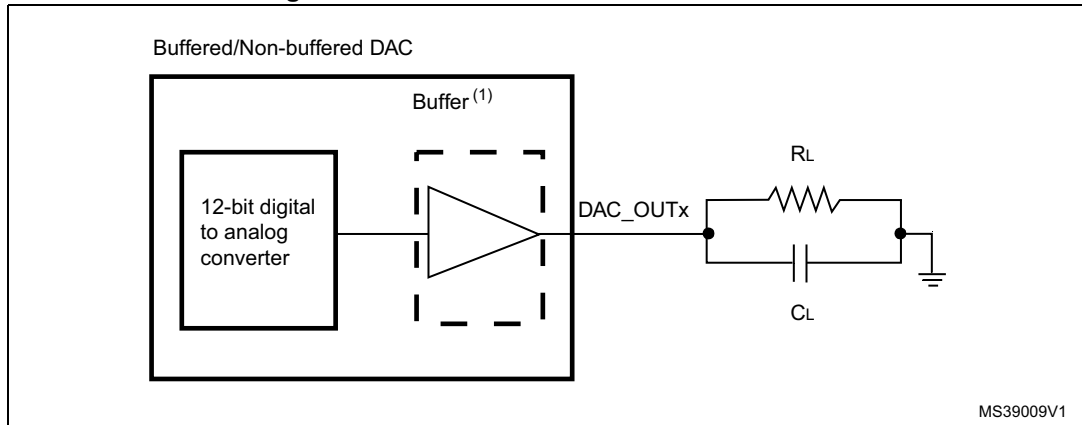 Buffered/Non-buffered DAC
Buffer (1)
12-bit digital
to analog
converter
DAC_OUTx
RL
CL
MS39009V1